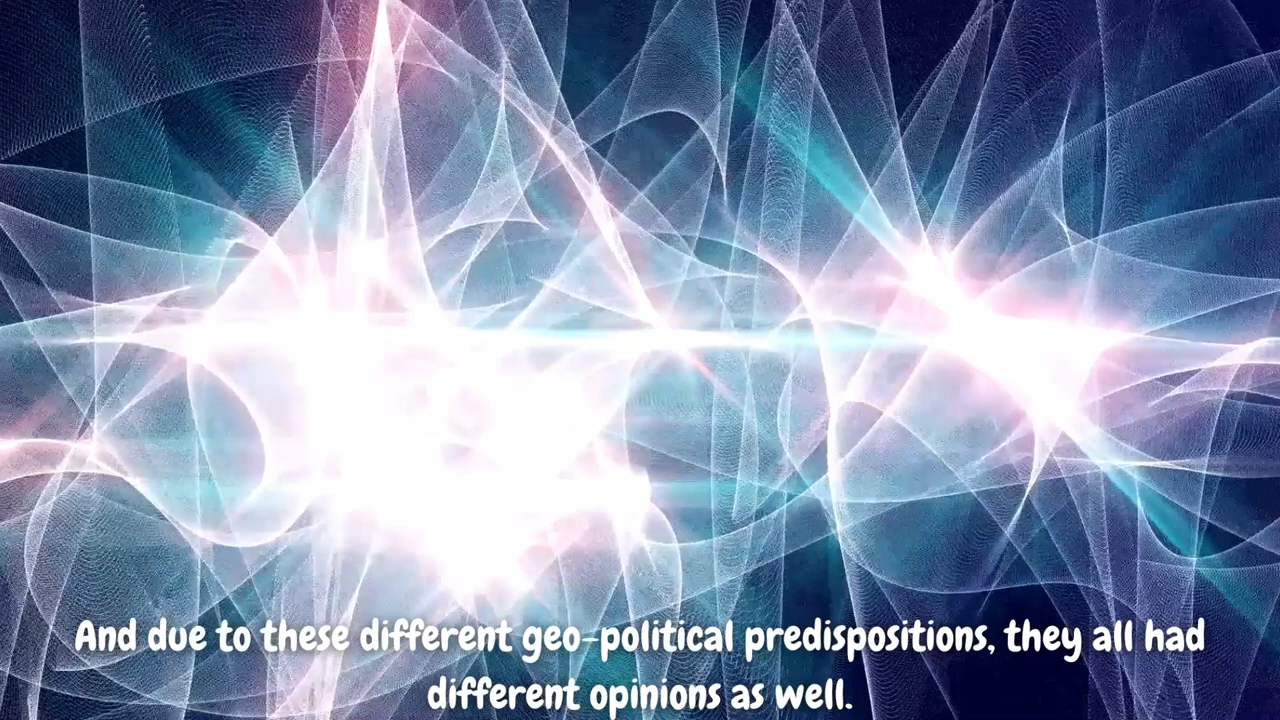 And due to these different geo-political predispositions, they all had
different opinions as well.